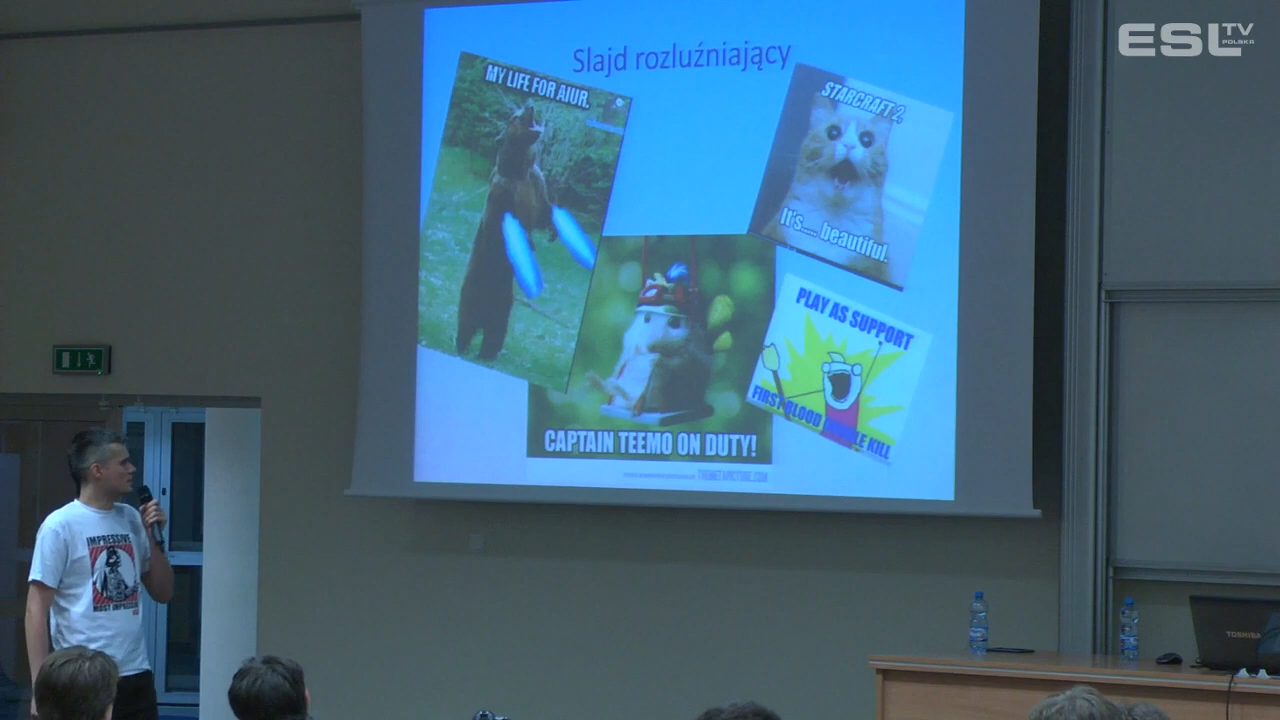 ESL TV
POLSKA
Slajd rozluźniający
MY LIFE FOR AIUR.
STARCRAFT 2,
It's.... beautiful.
PLAY AS SUPPORT
FIRST BLOOD KILL
CAPTAIN TEEMO ON DUTY!
IMPRESSIVE
MOST IMPRESSIVE
TOSHIBA